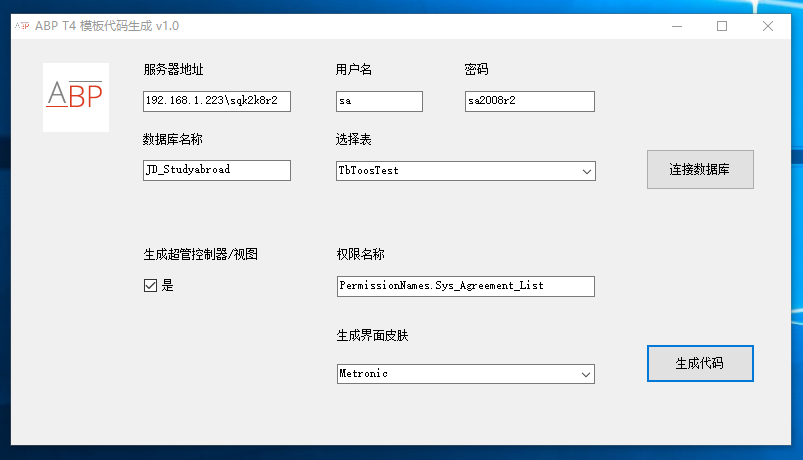 ABP ABP T4 模板代码生成 v1.0
ABP
服务器地址 用户名 密码
192.168.1.223\sqk2k8r2 sa sa2008r2
数据库名称 选择表
JD_Studyabroad TbToosTest 连接数据库
生成超管控制器/视图 权限名称
是 PermissionNames.Sys_Agreement_List
生成界面皮肤
Metronic 生成代码